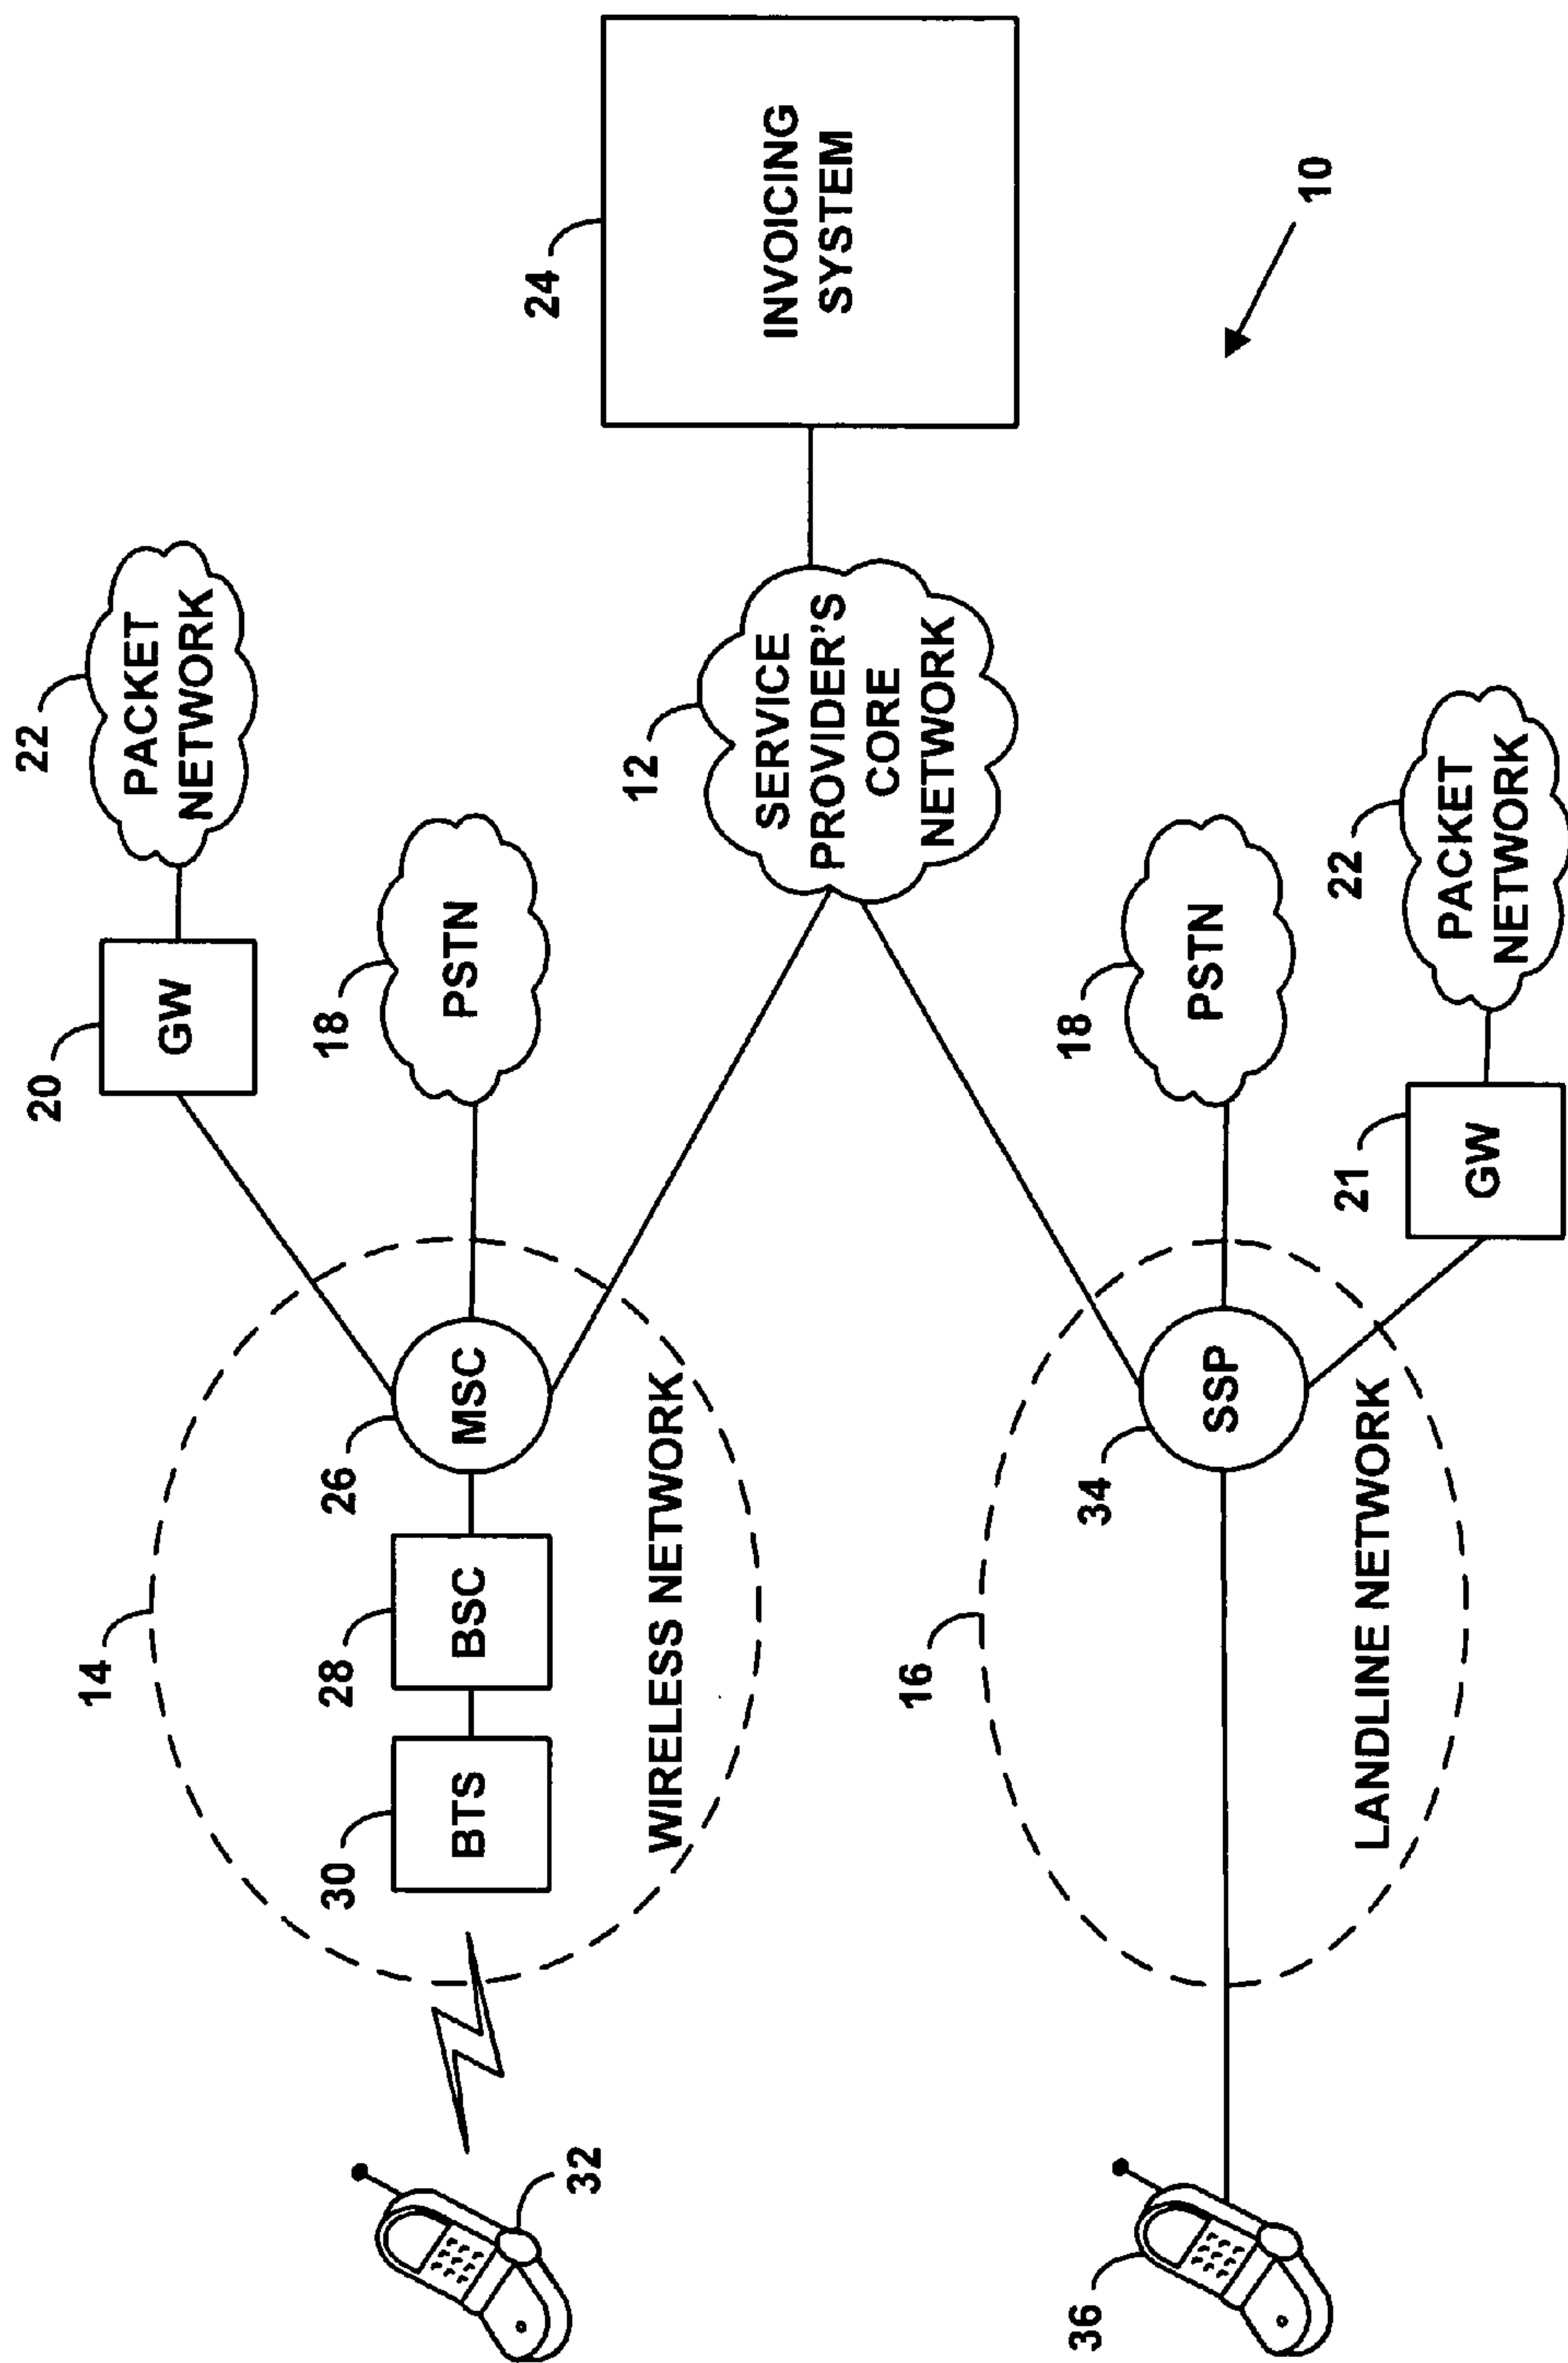 22
PACKET
NETWORK
20
GW
18
PSTN
14
26
MSC
28
BSC
30
BTS
WIRELESS NETWORK
32
12
SERVICE
PROVIDER'S
CORE
NETWORK
24
INVOICING
SYSTEM
10
16
34
SSP
18
PSTN
22
PACKET
NETWORK
21
GW
LANDLINE NETWORK
36